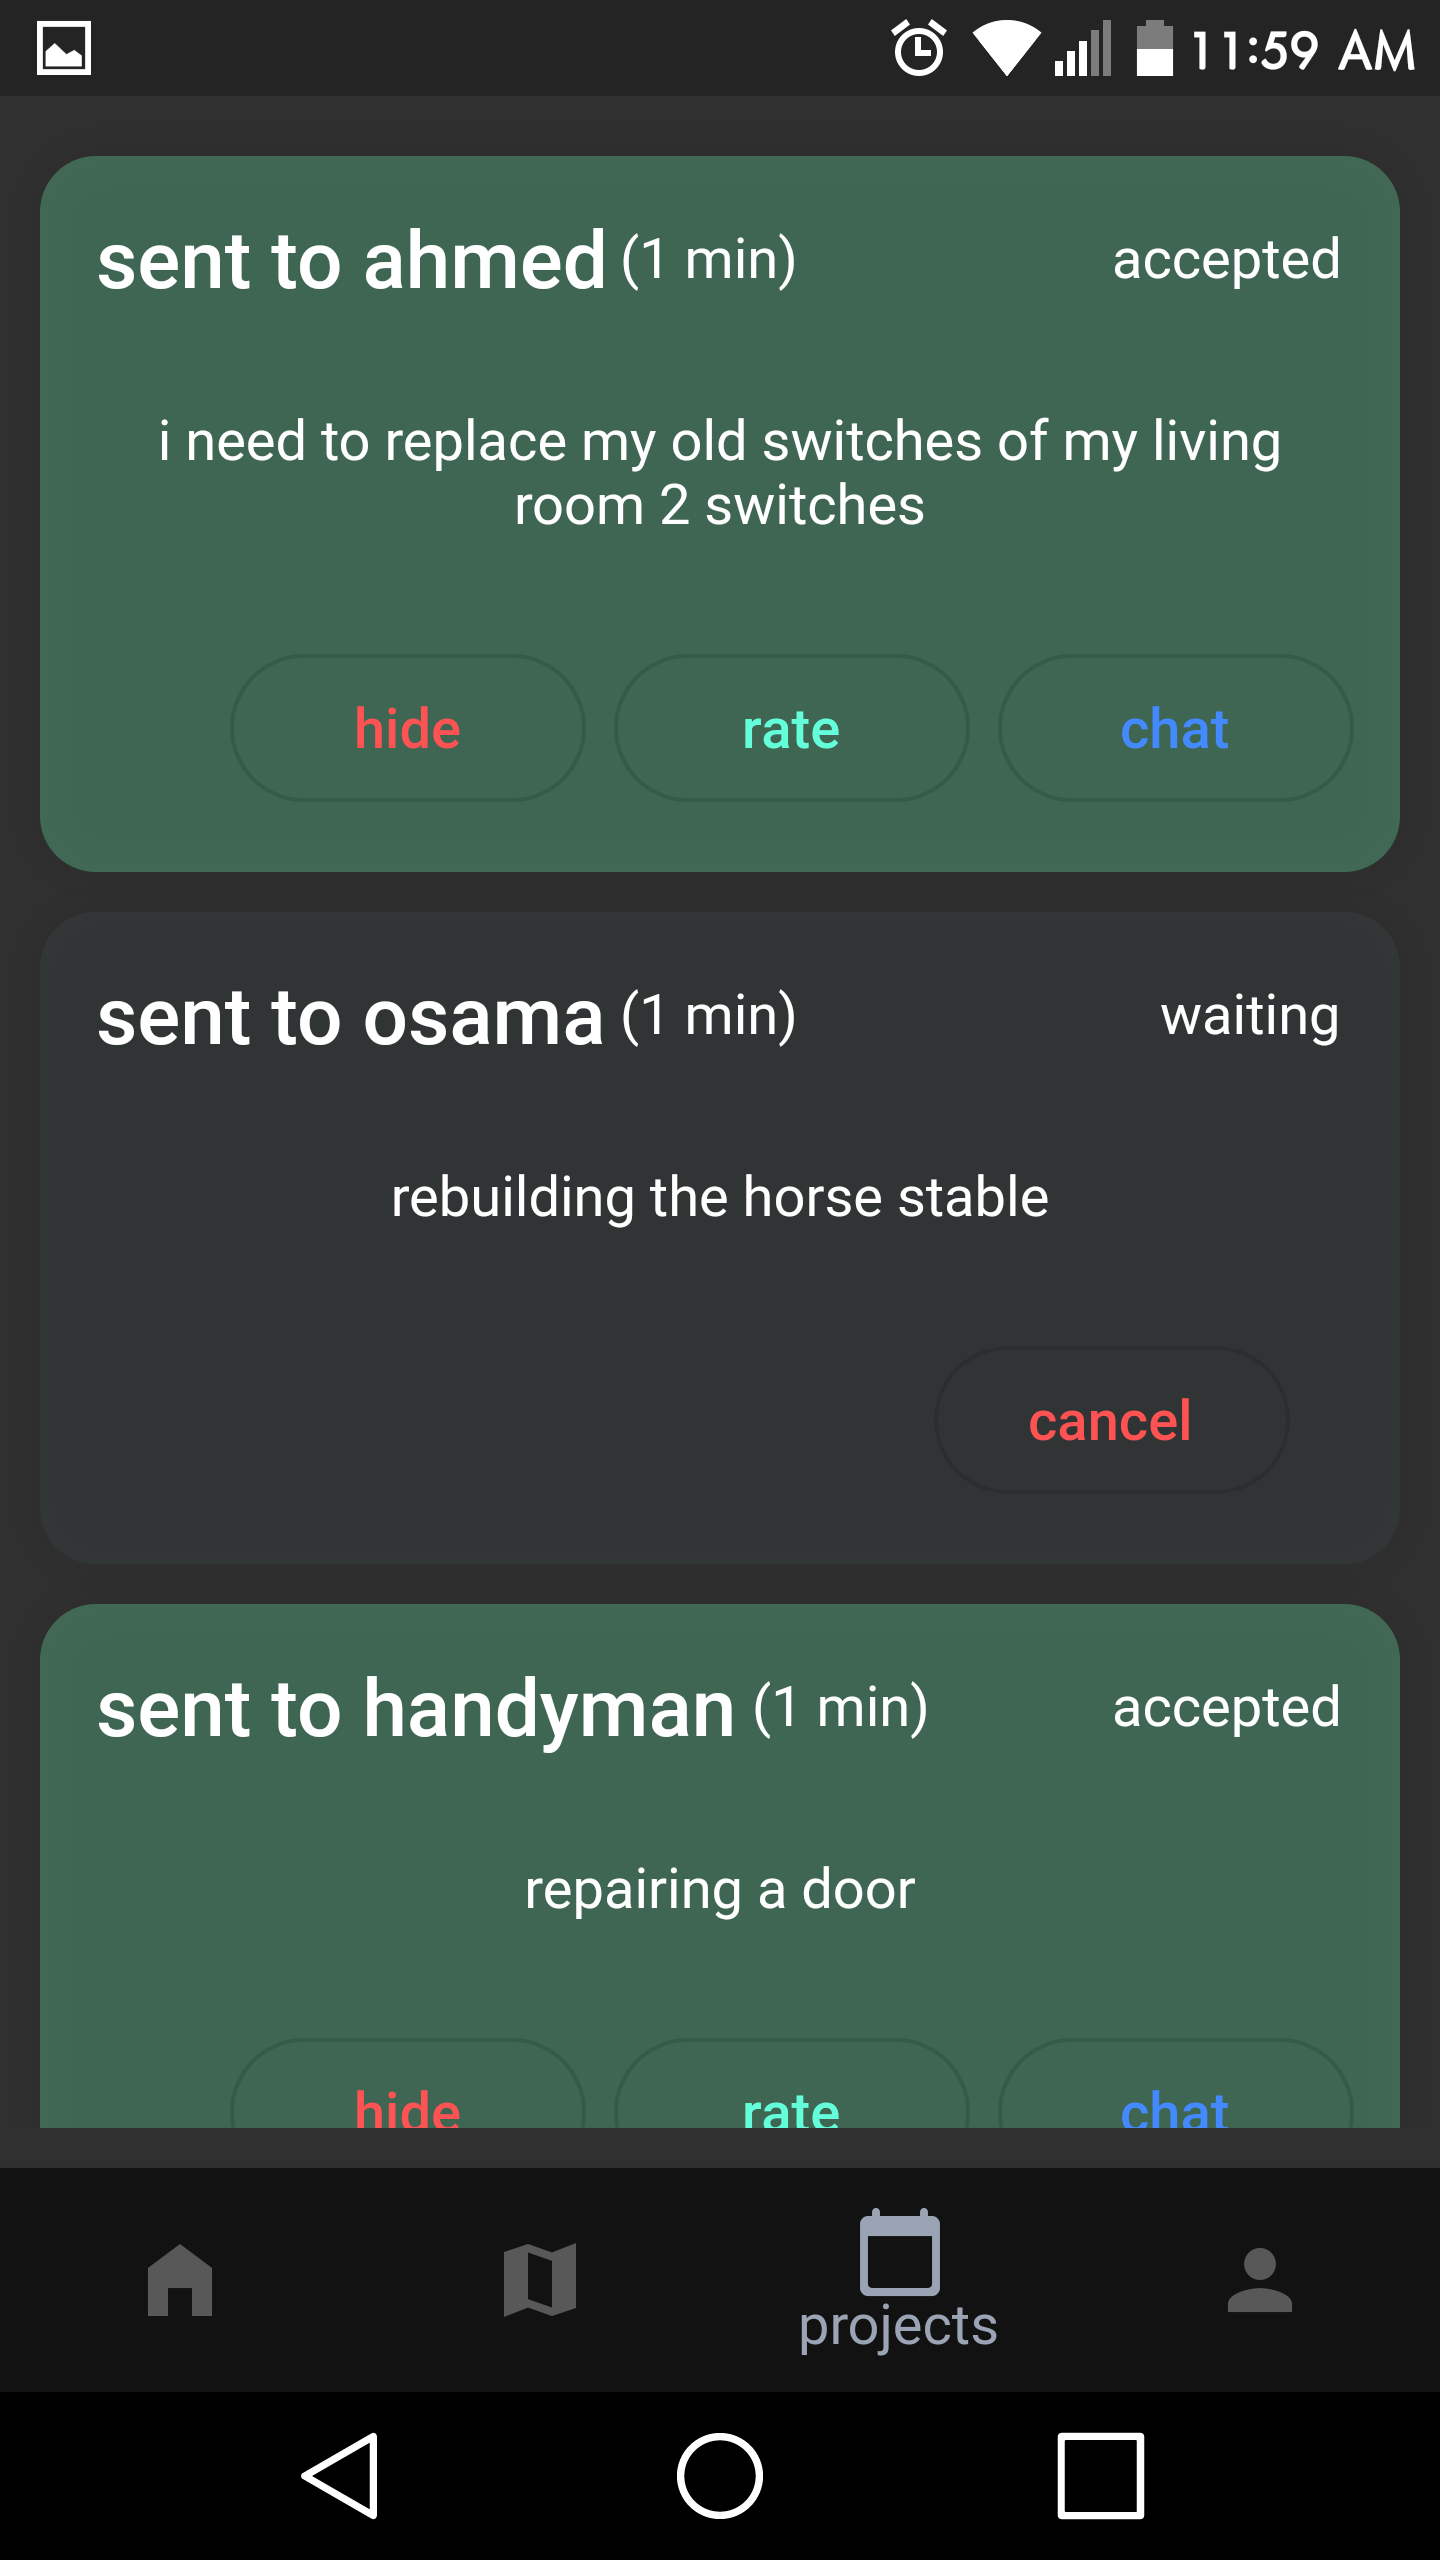 11:59 AM
sent to ahmed (1 min) accepted
i need to replace my old switches of my living
room 2 switches
hide rate chat
sent to osama (1 min) waiting
rebuilding the horse stable
cancel
sent to handyman (1 min) accepted
repairing a door
hide rate chat
projects